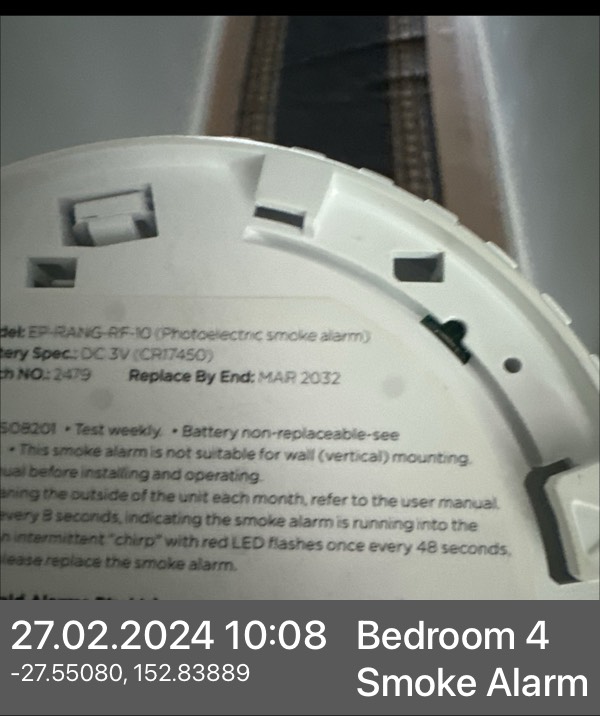 del: EP-RANG-RF-10 (Photoelectric smoke alarm)
tery Spec.: DC 3V (CR17450)
ch NO.: 2479 Replace By End: MAR 2032
508201 • Test weekly. • Battery non-replaceable-see
• This smoke alarm is not suitable for wall (vertical) mounting.
ual before installing and operating.
aning the outside of the unit each month, refer to the user manual.
every 8 seconds, indicating the smoke alarm is running into the
n intermittent "chirp" with red LED flashes once every 48 seconds,
lease replace the smoke alarm.
27.02.2024 10:08
-27.55080, 152.83889
Bedroom 4
Smoke Alarm